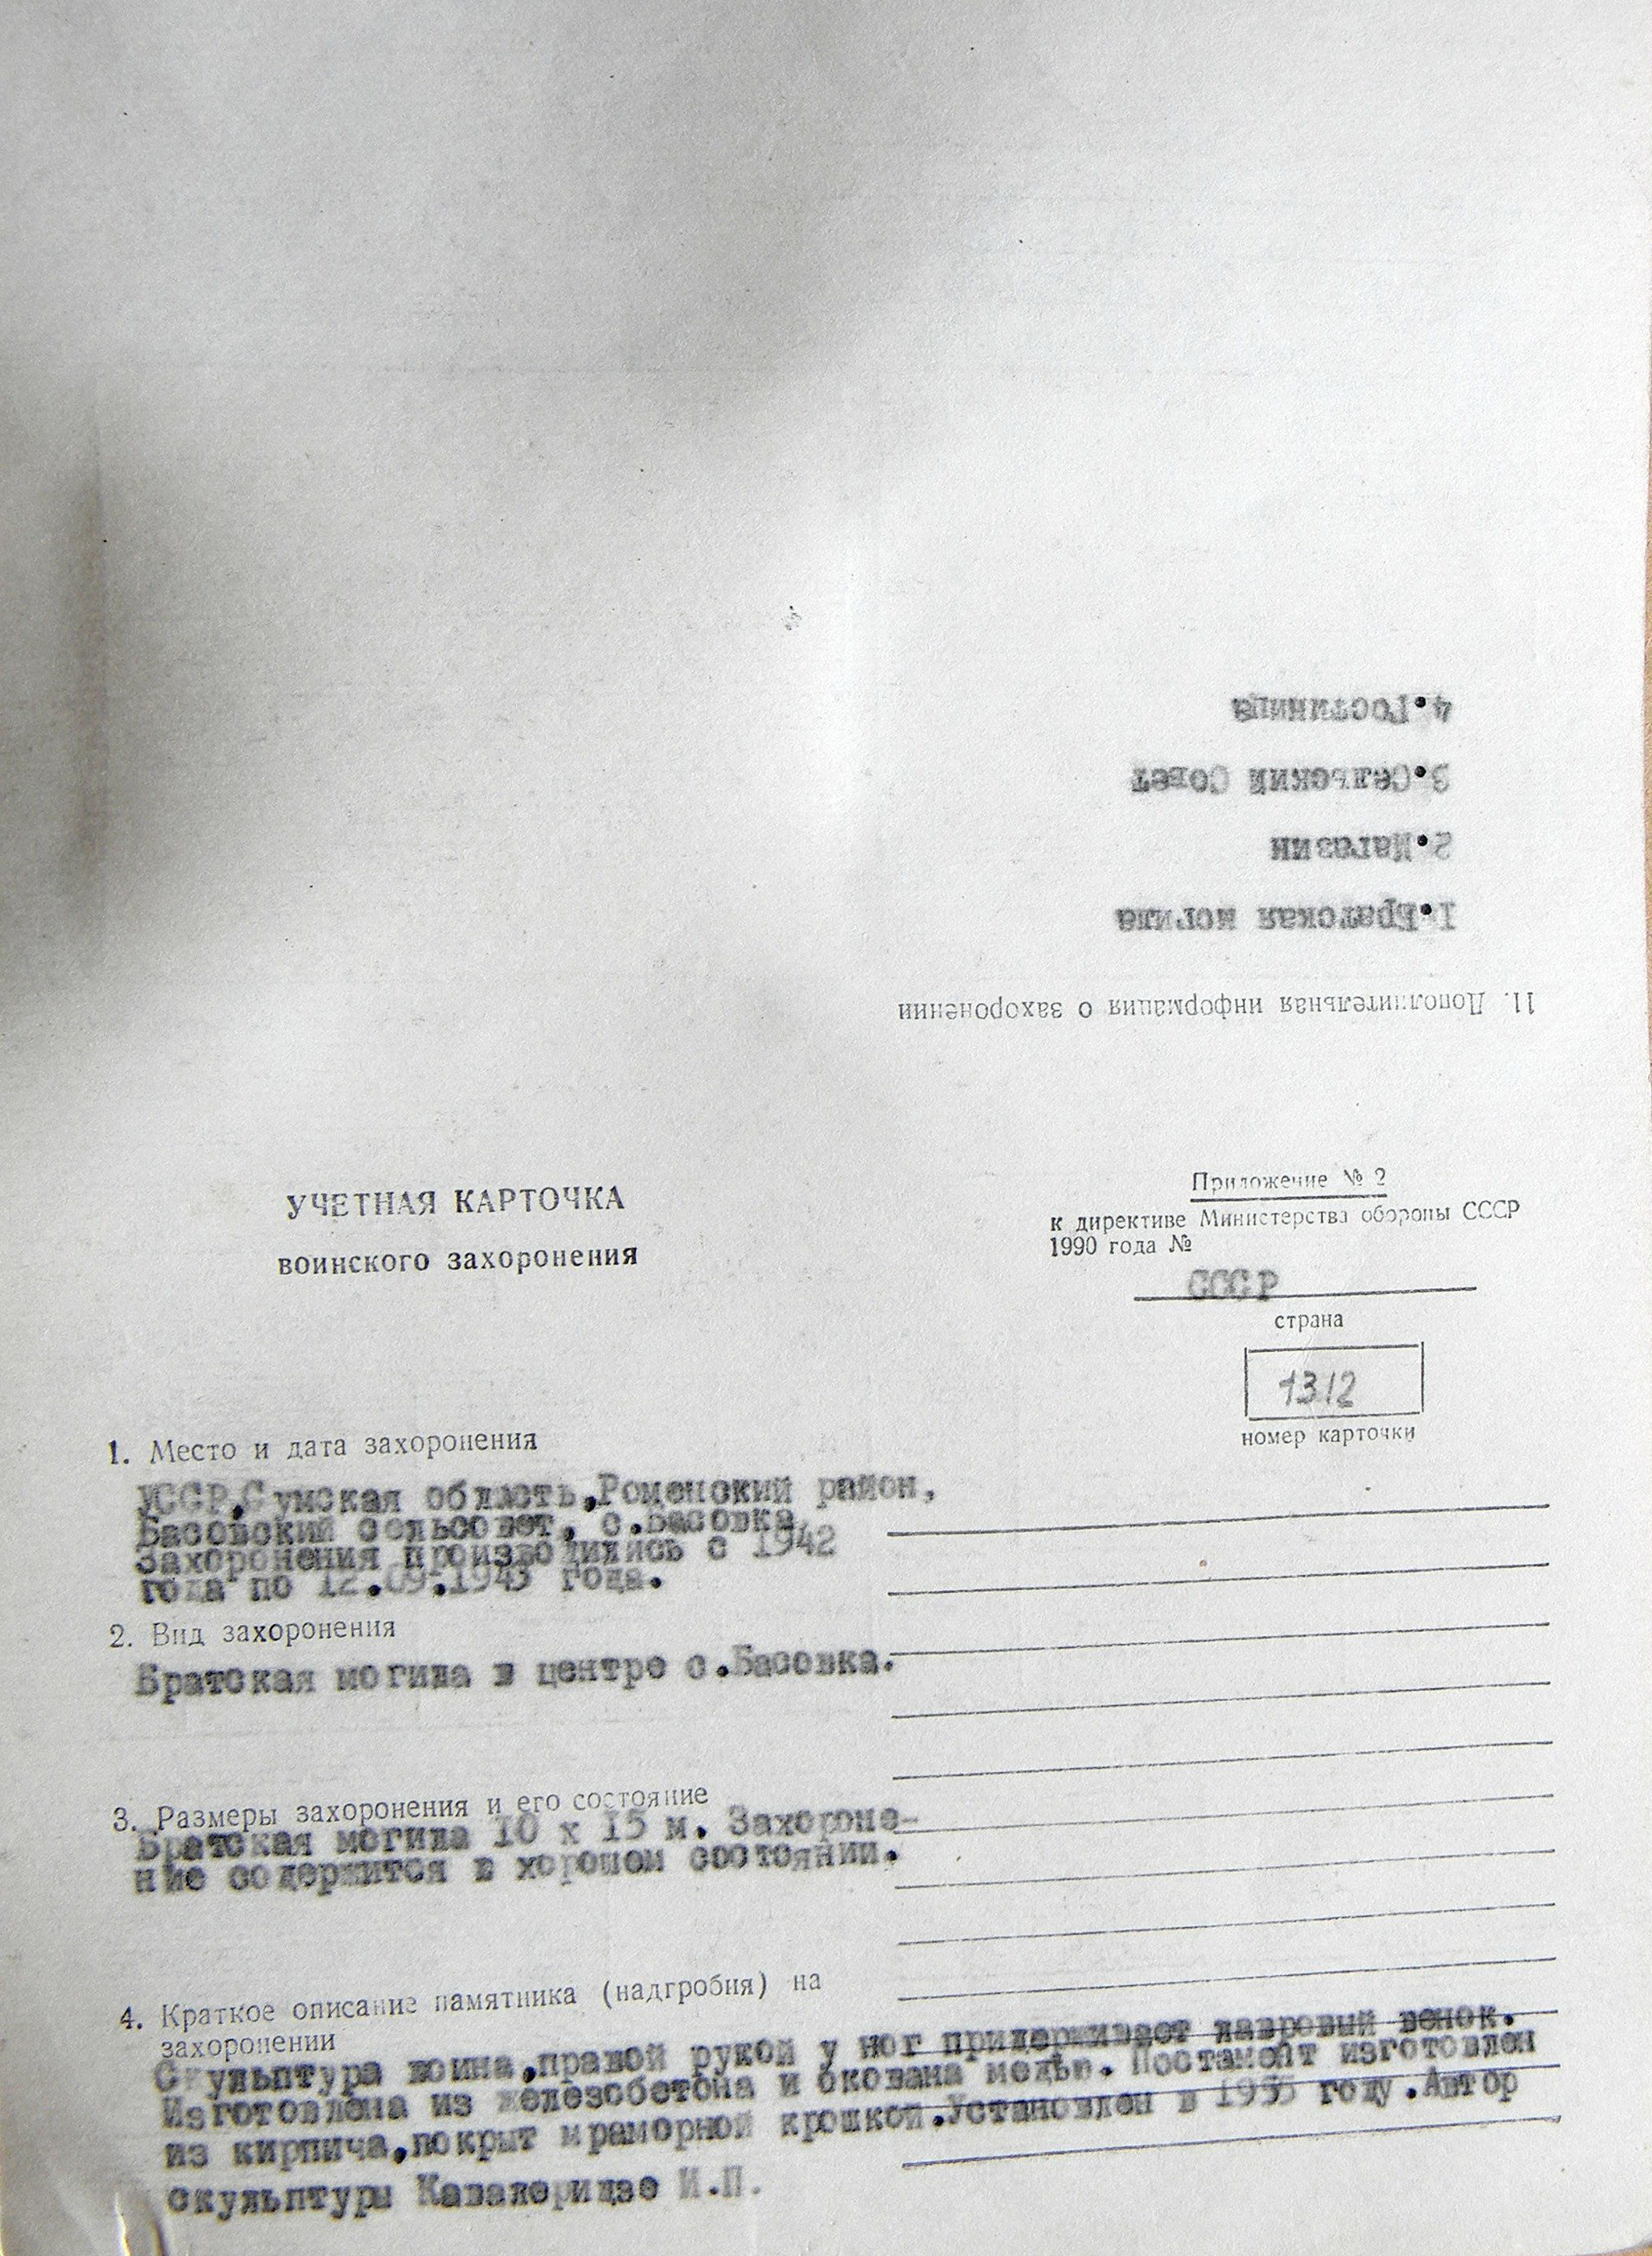 11. Дополнительная информация о захоронении
1.Братская могила
2.Магазин
3.Сельский Совет
4.Гостиница
УЧЕТНАЯ КАРТОЧКА
воинского захоронения
Приложение № 2
к директиве Министерства обороны СССР
1990 года №
СССР
страна
1312
номер карточки
1. Место и дата захоронения
УССР,Сумская область,Роменский район,
Басовский сельсовет, с.Басовка
Захоронения производились с 1942
года по 12.09.1943 года.
2. Вид захоронения
Братская могила в центре с.Басовка.
3. Размеры захоронения и его состояние
Братская могила 10 х 15 м. Захороне-
ние содержится в хорошом состоянии.
4. Краткое описание памятника (надгробия) на
захоронении
Скульптура воина,правой рукой у ног придерживает лавровый венок.
Изготовлена из железобетона и окована медью. Постамент изготовлен
из кирпича,покрыт мраморной крошкой.Установлен в 1955 году.Автор
скульптуры Кавалеридзе И.П.